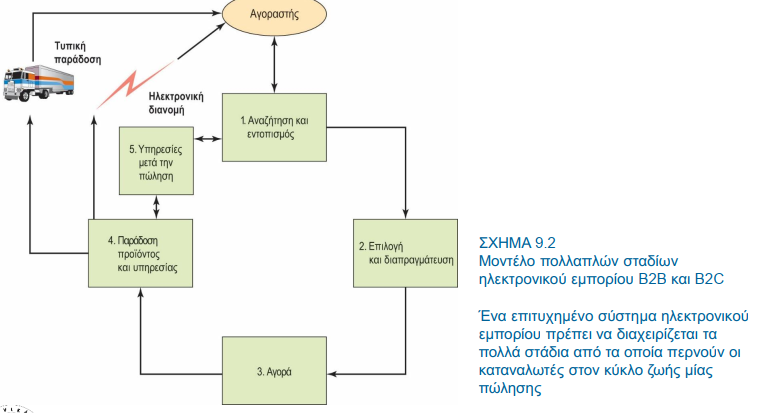 Αγοραστής
Τυπική
παράδοση
Ηλεκτρονική
διανομή
1. Αναζήτηση και
εντοπισμός
5. Υπηρεσίες
μετά την
πώληση
2. Επιλογή
και διαπραγμάτευση
4. Παράδοση
προϊόντος
και υπηρεσίας
3. Αγορά
ΣΧΗΜΑ 9.2
Μοντέλο πολλαπλών σταδίων
ηλεκτρονικού εμπορίου B2B και B2C
Ένα επιτυχημένο σύστημα ηλεκτρονικού
εμπορίου πρέπει να διαχειρίζεται τα
πολλά στάδια από τα οποία περνούν οι
καταναλωτές στον κύκλο ζωής μίας
πώλησης